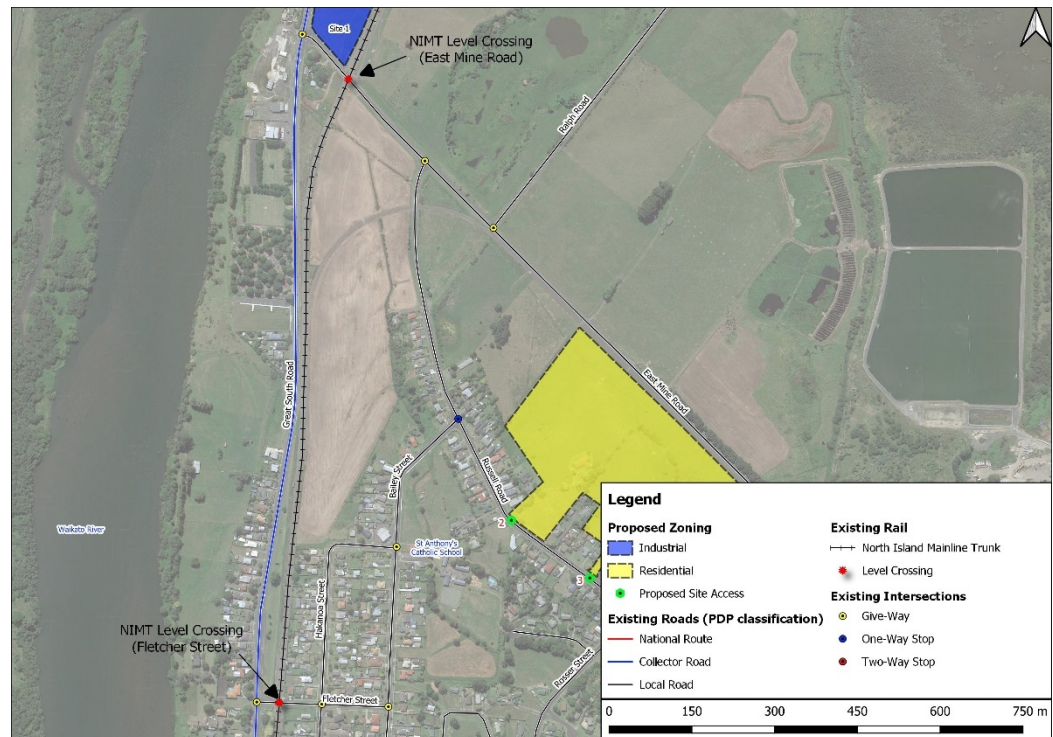 Site 1
NIMT Level Crossing
(East Mine Road)
Ralph Road
Great South Road
East Mine Road
Bailey Street
Russell Road
Waikato River
St Anthony's
Catholic School
2
3
Hakanoa Street
NIMT Level Crossing
(Fletcher Street)
Fletcher Street
Rosser Street
Legend
Proposed Zoning
Industrial
Residential
Proposed Site Access
Existing Roads (PDP classification)
National Route
Collector Road
Local Road
Existing Rail
North Island Mainline Trunk
Level Crossing
Existing Intersections
Give-Way
One-Way Stop
Two-Way Stop
0 150 300 450 600 750 m